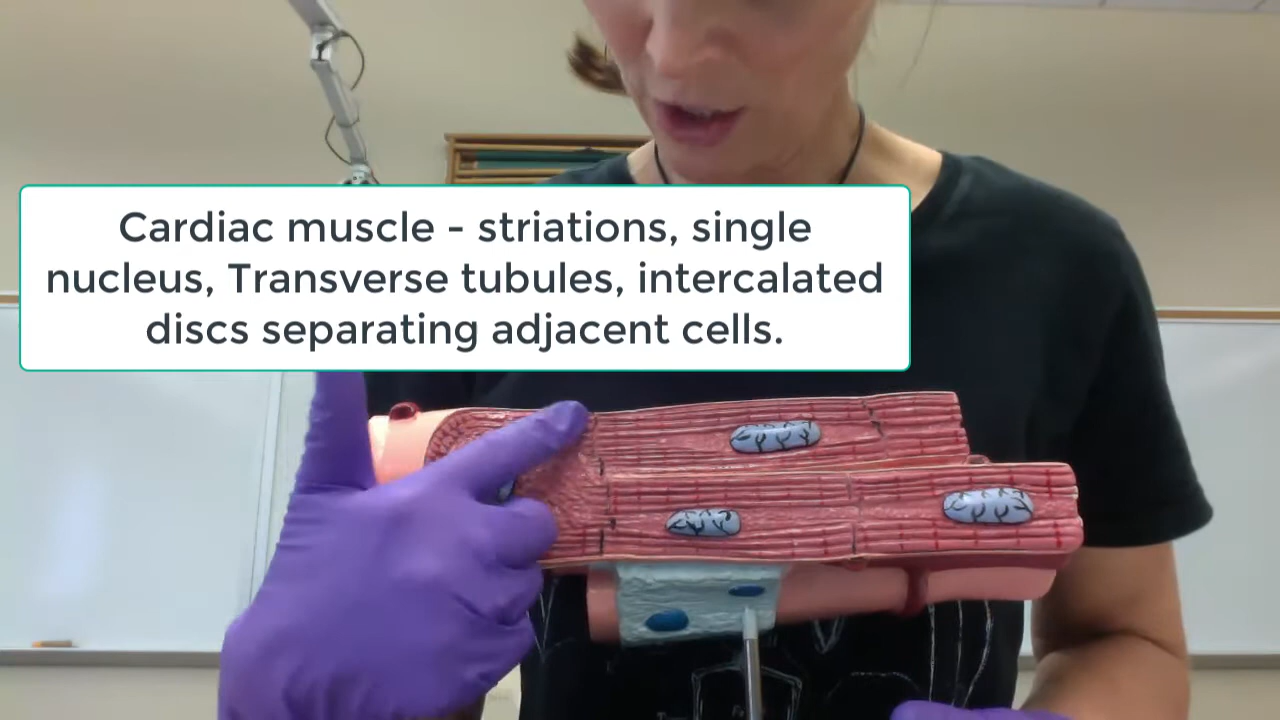 Cardiac muscle - striations, single
nucleus, Transverse tubules, intercalated
discs separating adjacent cells.